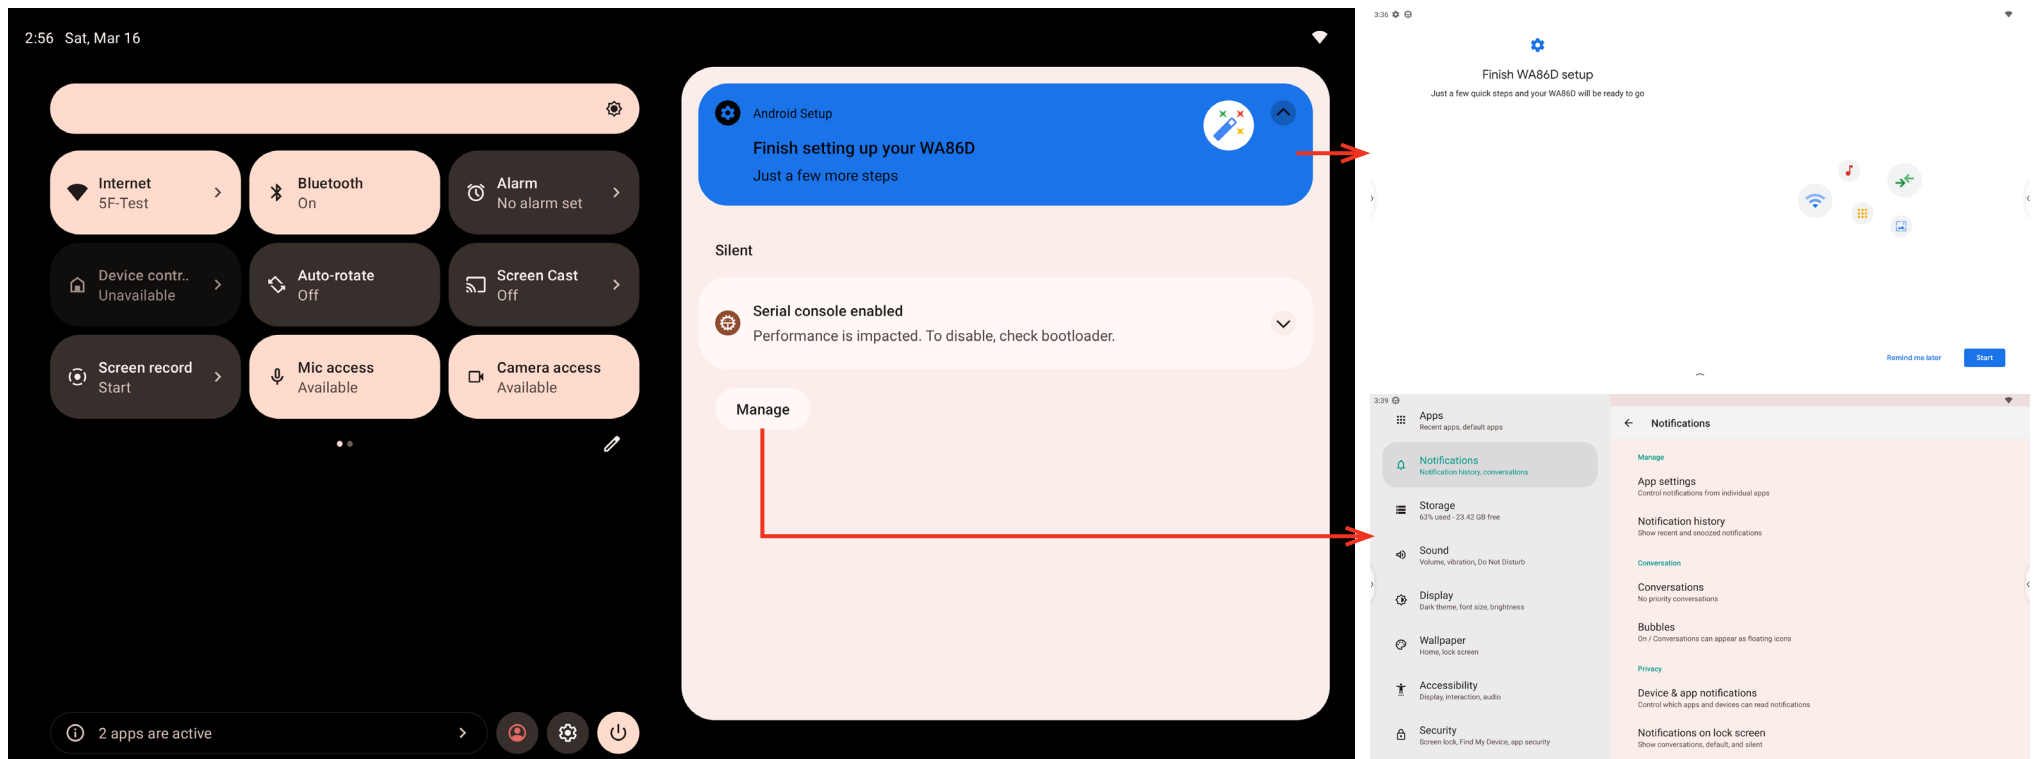 2:56 Sat, Mar 16
Internet
5F-Test
Bluetooth
On
Alarm
No alarm set
Device contr..
Unavailable
Auto-rotate
Off
Screen Cast
Off
Screen record
Start
Mic access
Available
Camera access
Available
2 apps are active
Android Setup
Finish setting up your WA86D
Just a few more steps
Silent
Serial console enabled
Performance is impacted. To disable, check bootloader.
Manage
3:36
Finish WA86D setup
Just a few quick steps and your WA86D will be ready to go
Remind me later
Start
3:39
Apps
Recent apps, default apps
Notifications
Notification history, conversations
Storage
63% used - 23.42 GB free
Sound
Volume, vibration, Do Not Disturb
Display
Dark theme, font size, brightness
Wallpaper
Home, lock screen
Accessibility
Display, interaction, audio
Security
Screen lock, Find My Device, app security
Notifications
Manage
App settings
Control notifications from individual apps
Notification history
Show recent and snoozed notifications
Conversation
Conversations
No priority conversations
Bubbles
On / Conversations can appear as floating icons
Privacy
Device & app notifications
Control which apps and devices can read notifications
Notifications on lock screen
Show conversations, default, and silent